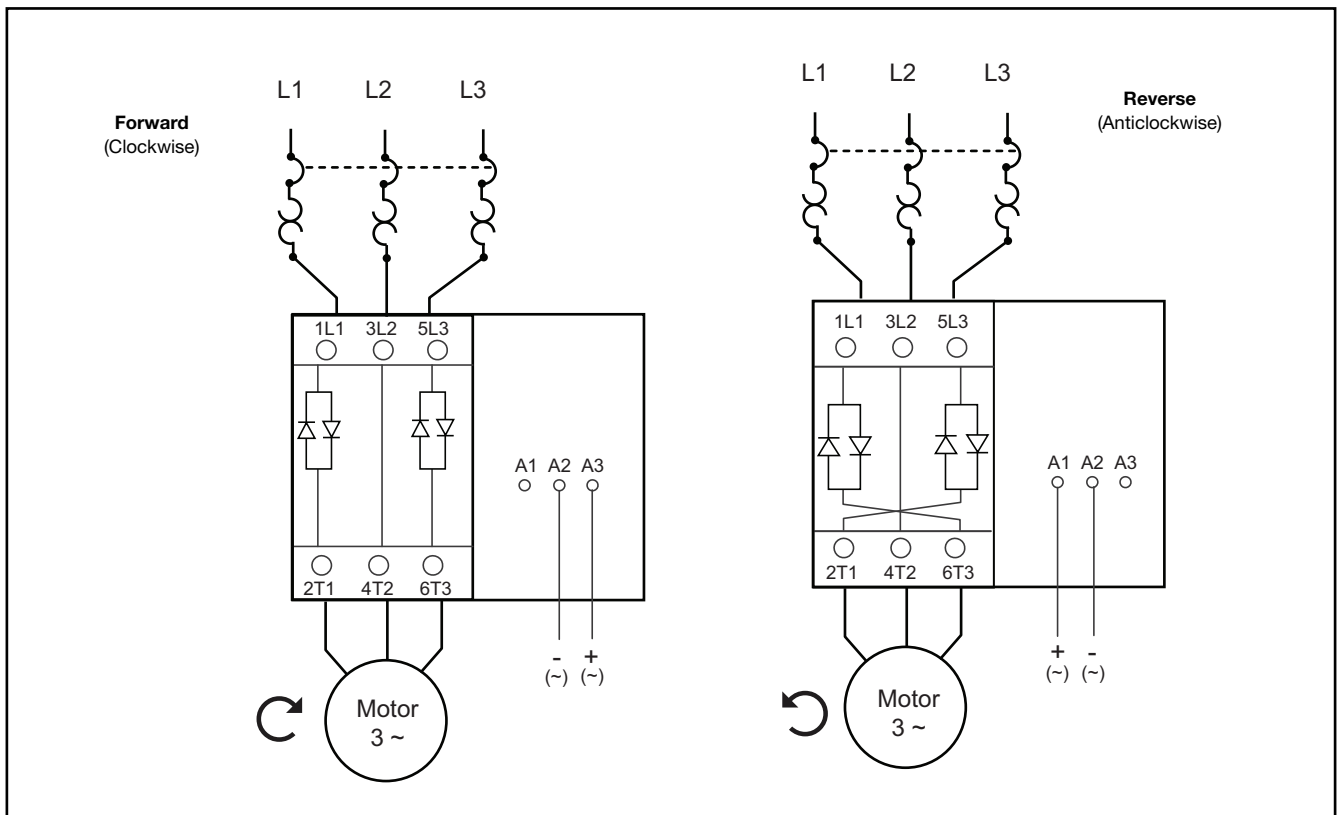 Forward
(Clockwise)
L1 L2 L3
1L1 3L2 5L3
A1 A2 A3
2T1 4T2 6T3
- +
(~) (~)
Motor
3 ~
L1 L2 L3
Reverse
(Anticlockwise)
1L1 3L2 5L3
A1 A2 A3
2T1 4T2 6T3
+ -
(~) (~)
Motor
3 ~